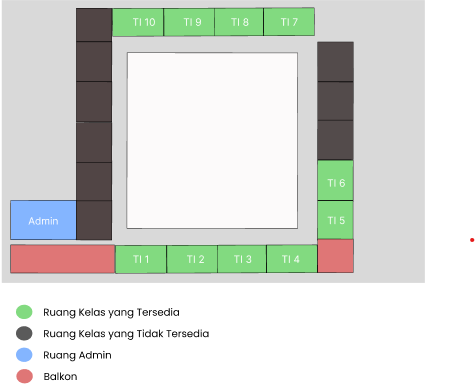 TI 10 TI 9 TI 8 TI 7
TI 6
Admin TI 5
TI 1 TI 2 TI 3 TI 4
Ruang Kelas yang Tersedia
Ruang Kelas yang Tidak Tersedia
Ruang Admin
Balkon